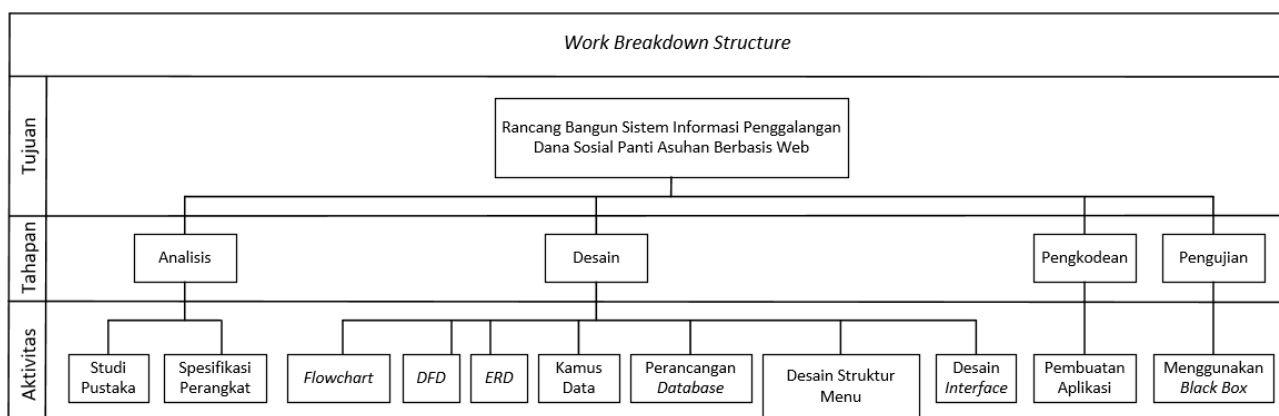 Work Breakdown Structure
Tujuan
Rancang Bangun Sistem Informasi Penggalangan
Dana Sosial Panti Asuhan Berbasis Web
Tahapan
Analisis
Desain
Pengkodean
Pengujian
Aktivitas
Studi
Pustaka
Spesifikasi
Perangkat
Flowchart
DFD
ERD
Kamus
Data
Perancangan
Database
Desain Struktur
Menu
Desain
Interface
Pembuatan
Aplikasi
Menggunakan
Black Box